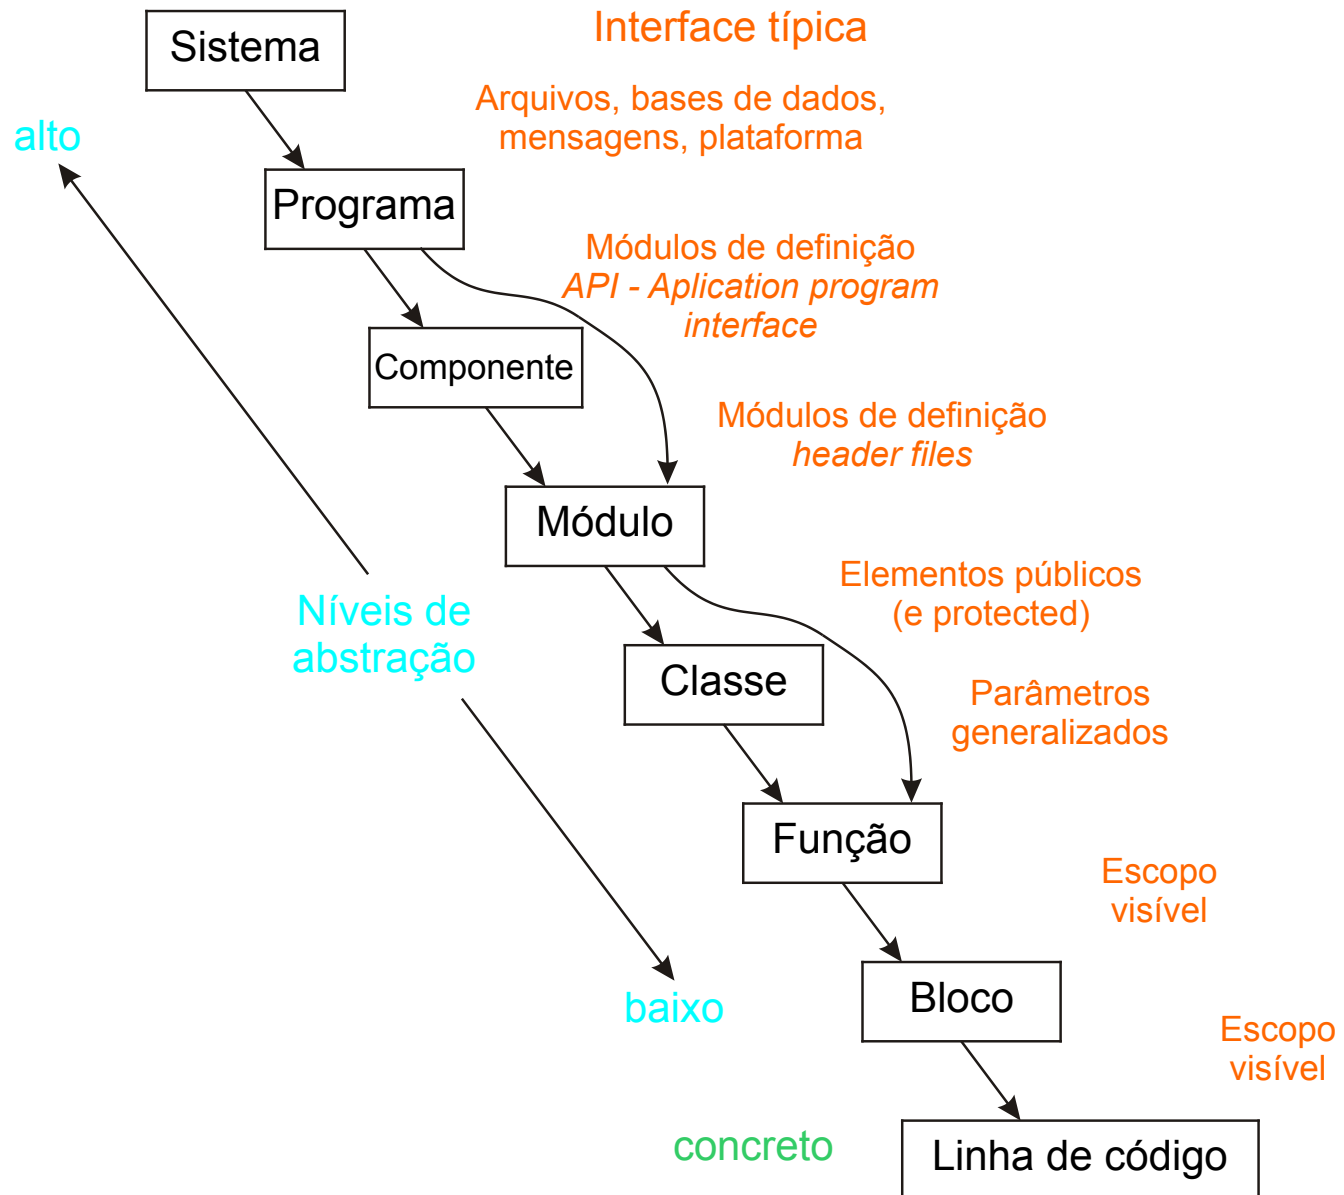 Interface típica
Sistema
Arquivos, bases de dados,
mensagens, plataforma
alto
Programa
Módulos de definição
API - Aplication program
interface
Componente
Módulos de definição
header files
Módulo
Elementos públicos
(e protected)
Níveis de
abstração
Classe
Parâmetros
generalizados
Função
Escopo
visível
Bloco
baixo
Escopo
visível
concreto
Linha de código